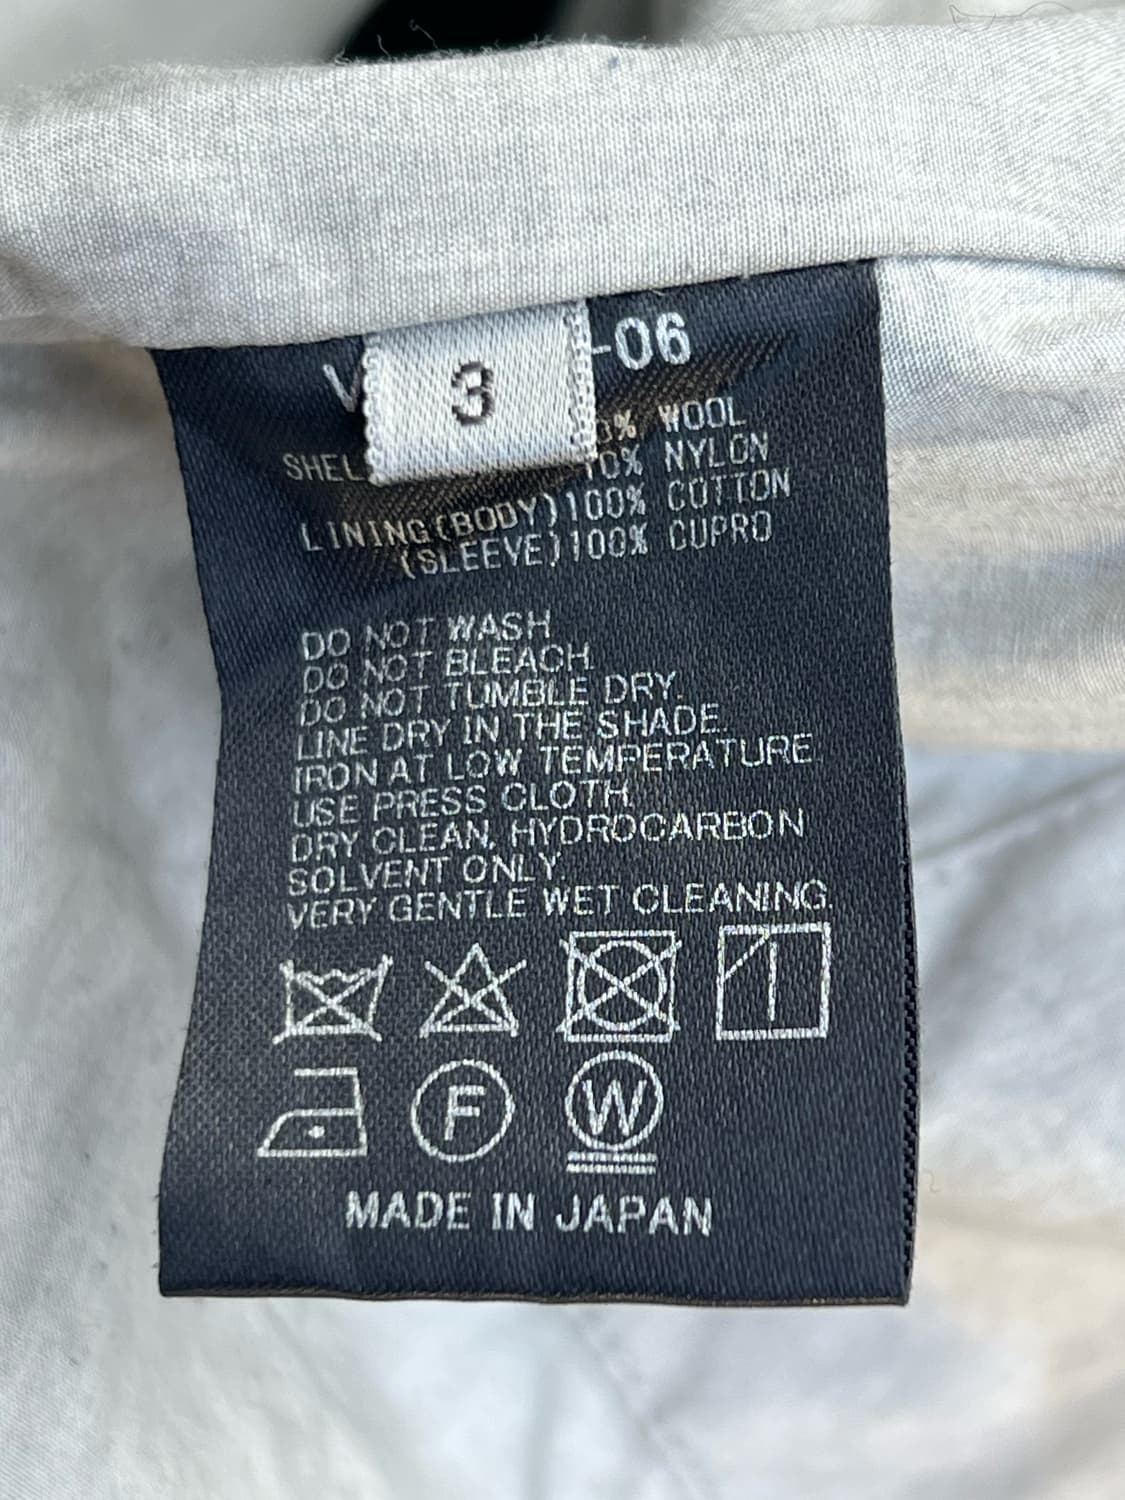 3
-06
% WOOL
SHEL
10% NYLON
LINING(BODY)100% COTTON
(SLEEVE)100% CUPRO
DO NOT WASH
DO NOT BLEACH.
DO NOT TUMBLE DRY.
LINE DRY IN THE SHADE.
IRON AT LOW TEMPERATURE
USE PRESS CLOTH.
DRY CLEAN, HYDROCARBON
SOLVENT ONLY.
VERY GENTLE WET CLEANING.
F
W
MADE IN JAPAN